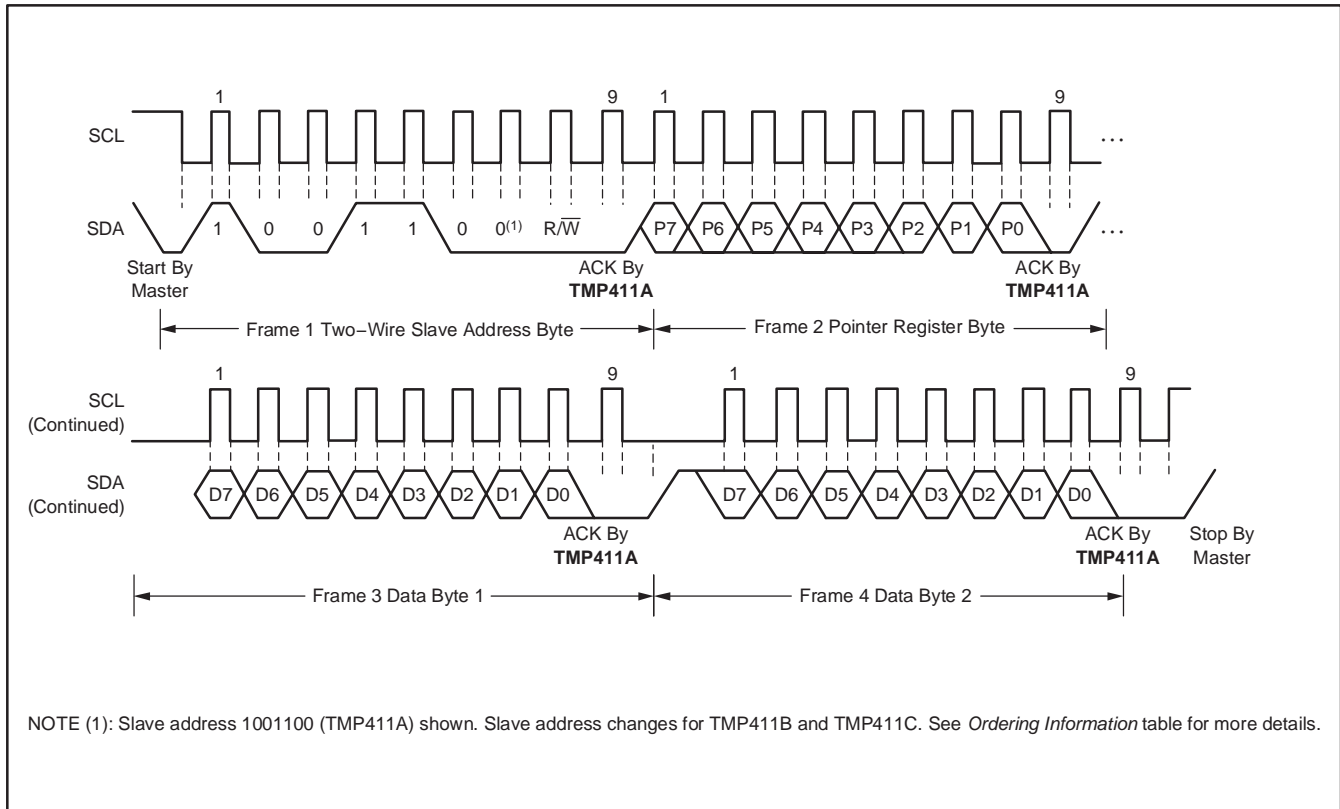 1 9 1 9
SCL ...
SDA 1 0 0 1 1 0 0(1) R/W̅ P7 P6 P5 P4 P3 P2 P1 P0 ...
Start By Master
ACK By TMP411A
ACK By TMP411A
Frame 1 Two−Wire Slave Address Byte
Frame 2 Pointer Register Byte
1 9 1 9
SCL (Continued)
SDA (Continued) D7 D6 D5 D4 D3 D2 D1 D0 D7 D6 D5 D4 D3 D2 D1 D0
ACK By TMP411A
ACK By TMP411A
Stop By Master
Frame 3 Data Byte 1
Frame 4 Data Byte 2
NOTE (1): Slave address 1001100 (TMP411A) shown. Slave address changes for TMP411B and TMP411C. See Ordering Information table for more details.